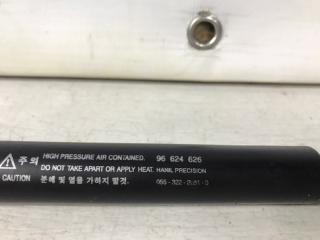 주의 HIGH PRESSURE AIR CONTAINED. 96 624 626
DO NOT TAKE APART OR APPLY HEAT. HANIL PRECISION
CAUTION 분해 및 열을 가하지 말것.